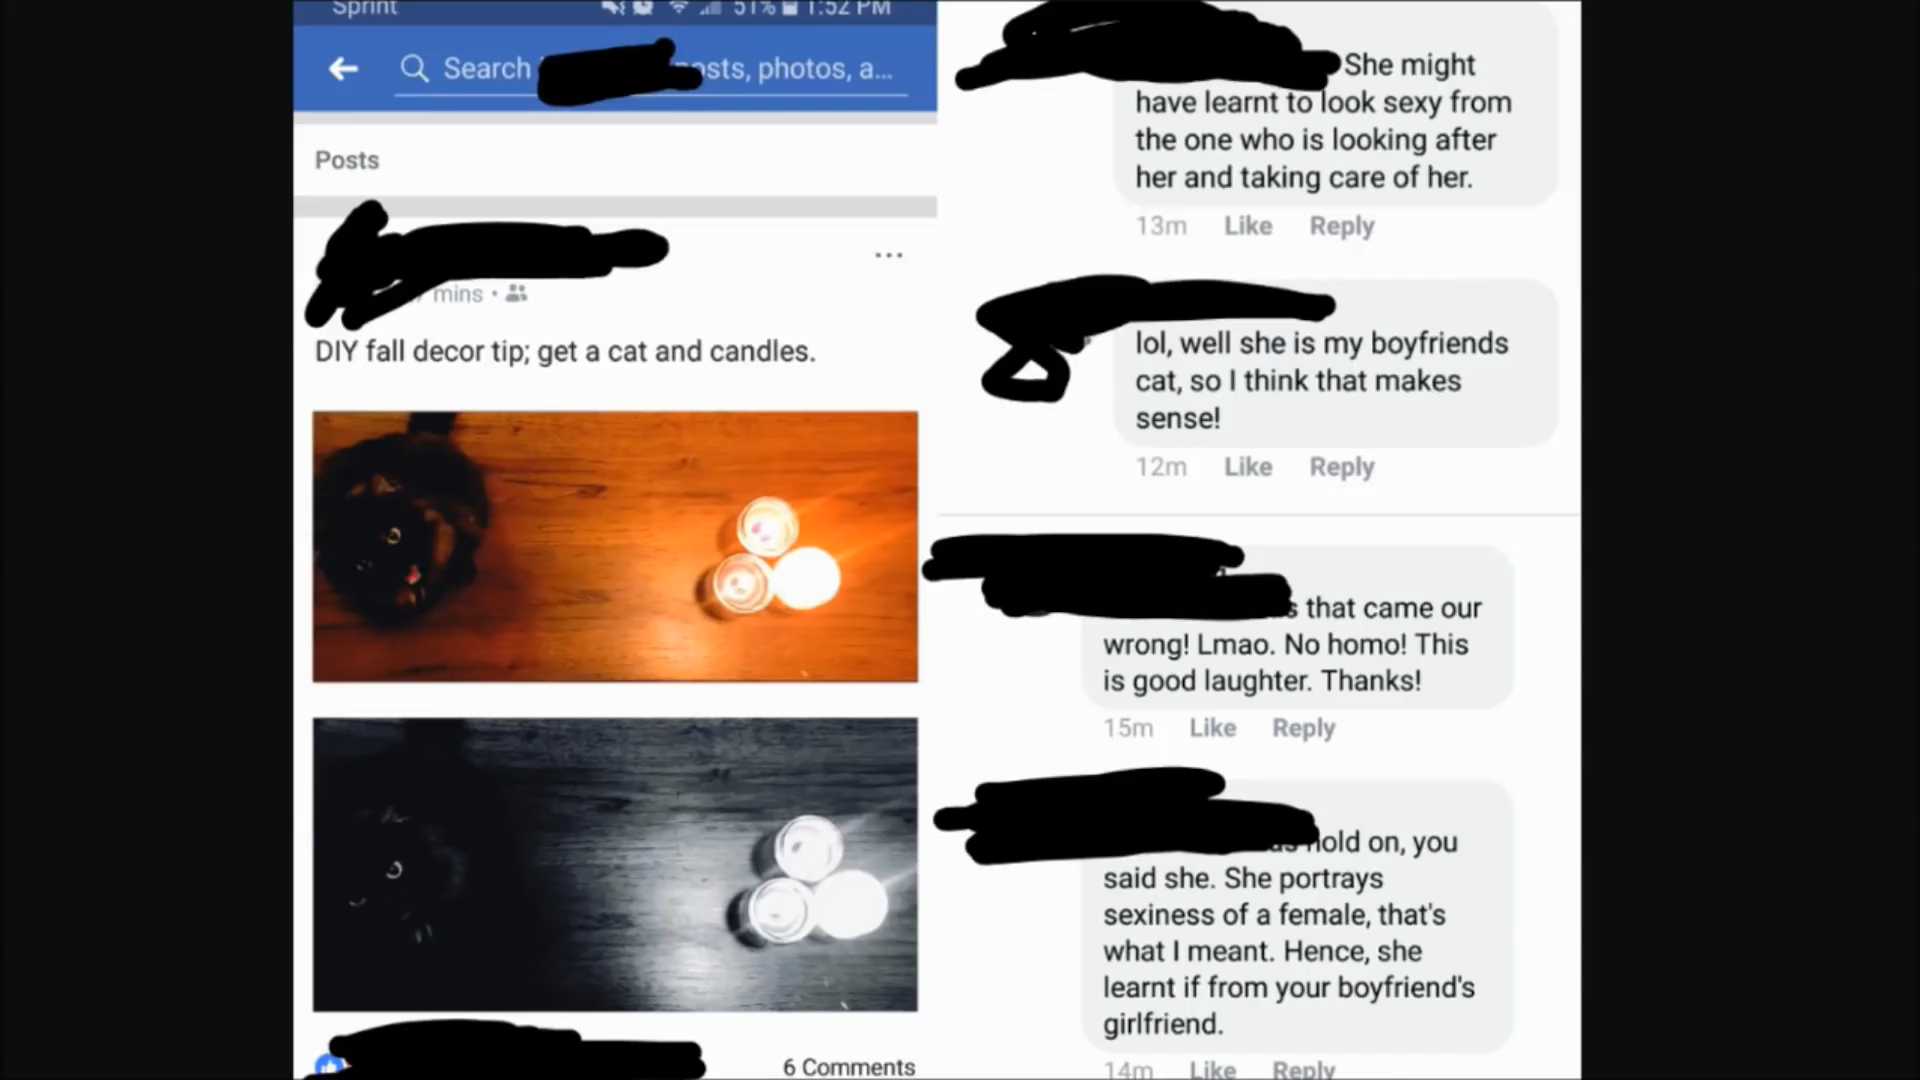 Sprint 51% 1:52 PM
Search posts, photos, a...
Posts
mins
DIY fall decor tip; get a cat and candles.
6 Comments
She might
have learnt to look sexy from
the one who is looking after
her and taking care of her.
13m Like Reply
lol, well she is my boyfriends
cat, so I think that makes
sense!
12m Like Reply
that came our
wrong! Lmao. No homo! This
is good laughter. Thanks!
15m Like Reply
hold on, you
said she. She portrays
sexiness of a female, that's
what I meant. Hence, she
learnt if from your boyfriend's
girlfriend.
14m Like Reply